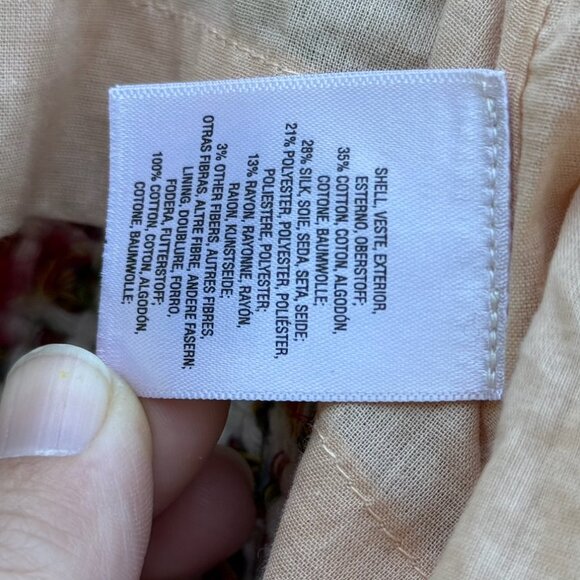 SHELL, VESTE, EXTERIOR,
ESTERNO, OBERSTOFF:
35% COTTON, COTON, ALGODÓN,
COTONE, BAUMWOLLE;
28% SILK, SOIE, SEDA, SETA, SEIDE;
21% POLYESTER, POLYESTER, POLIÉSTER,
POLIESTERE, POLYESTER;
13% RAYON, RAYONNE, RAYÓN,
RAION, KUNSTSEIDE;
3% OTHER FIBERS, AUTRES FIBRES,
OTRAS FIBRAS, ALTRE FIBRE, ANDERE FASERN;
LINING, DOUBLURE, FORRO,
FODERA, FUTTERSTOFF:
100% COTTON, COTON, ALGODÓN,
COTONE, BAUMWOLLE;